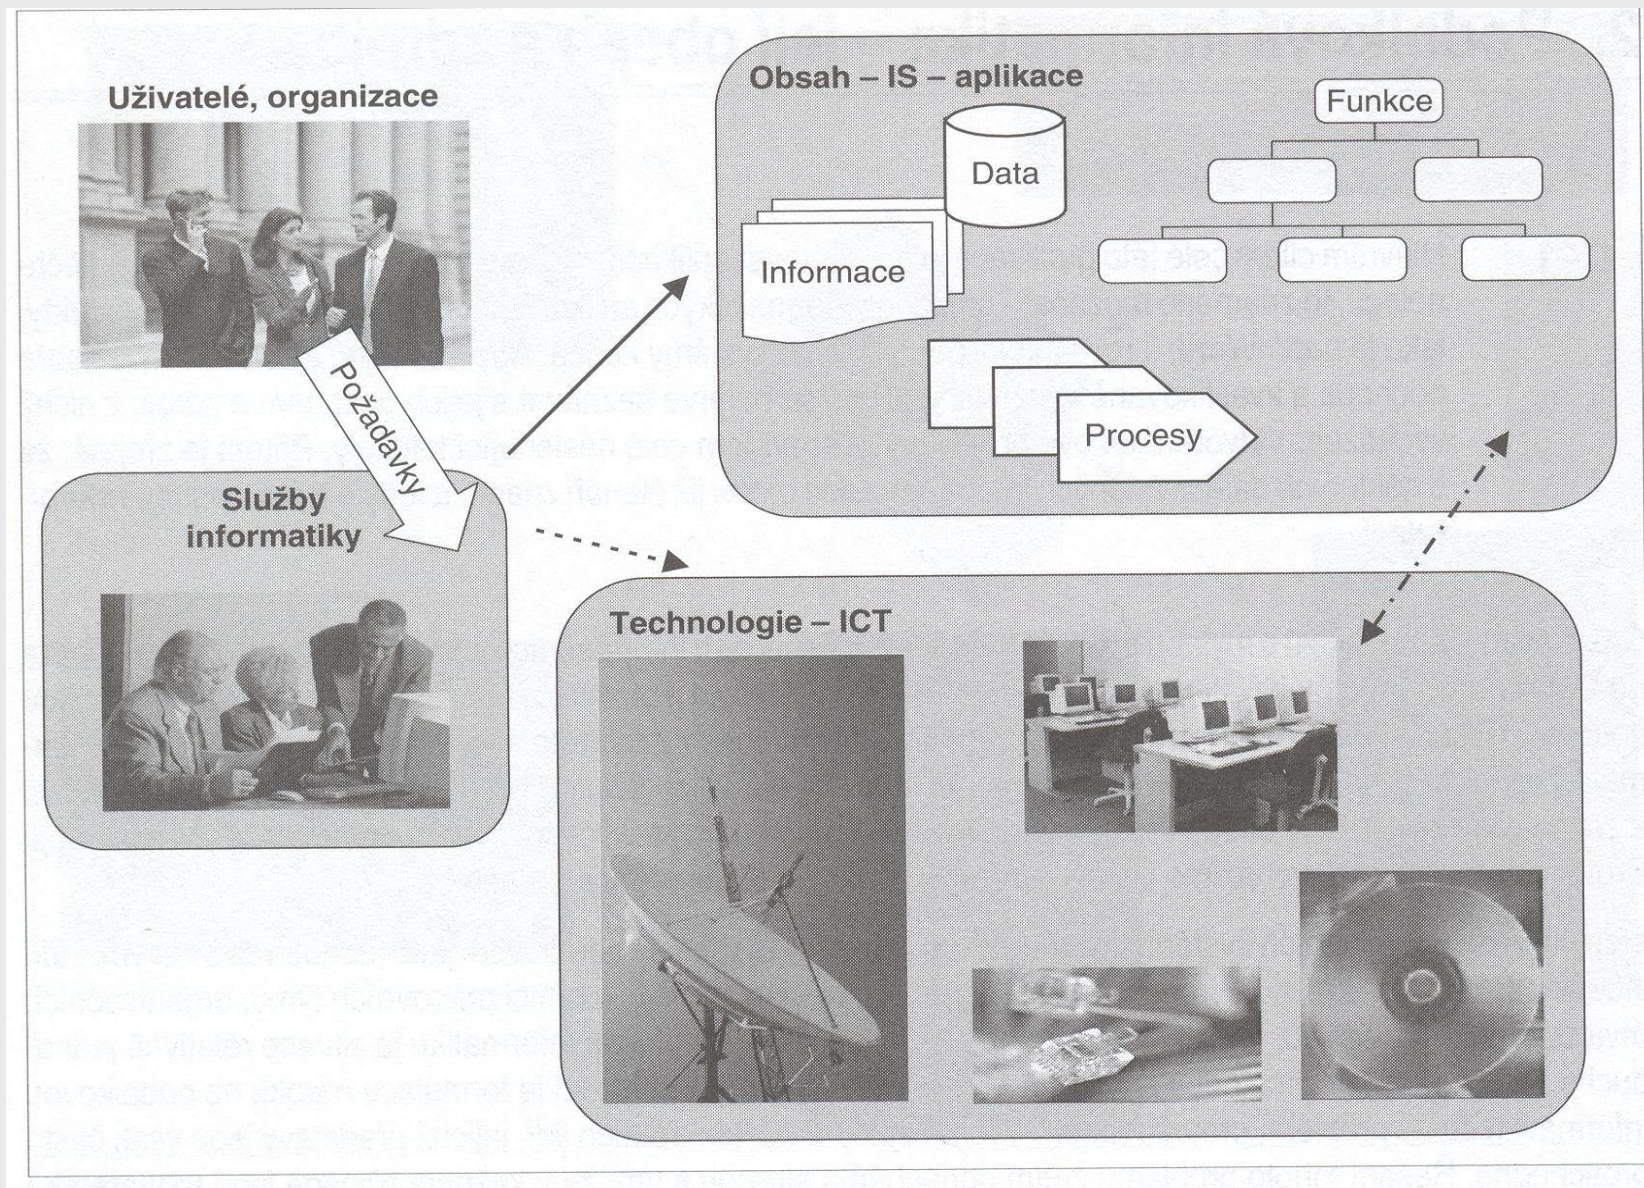 Uživatelé, organizace
Požadavky
Služby
informatiky
Obsah – IS – aplikace
Data
Informace
Funkce
Procesy
Technologie – ICT